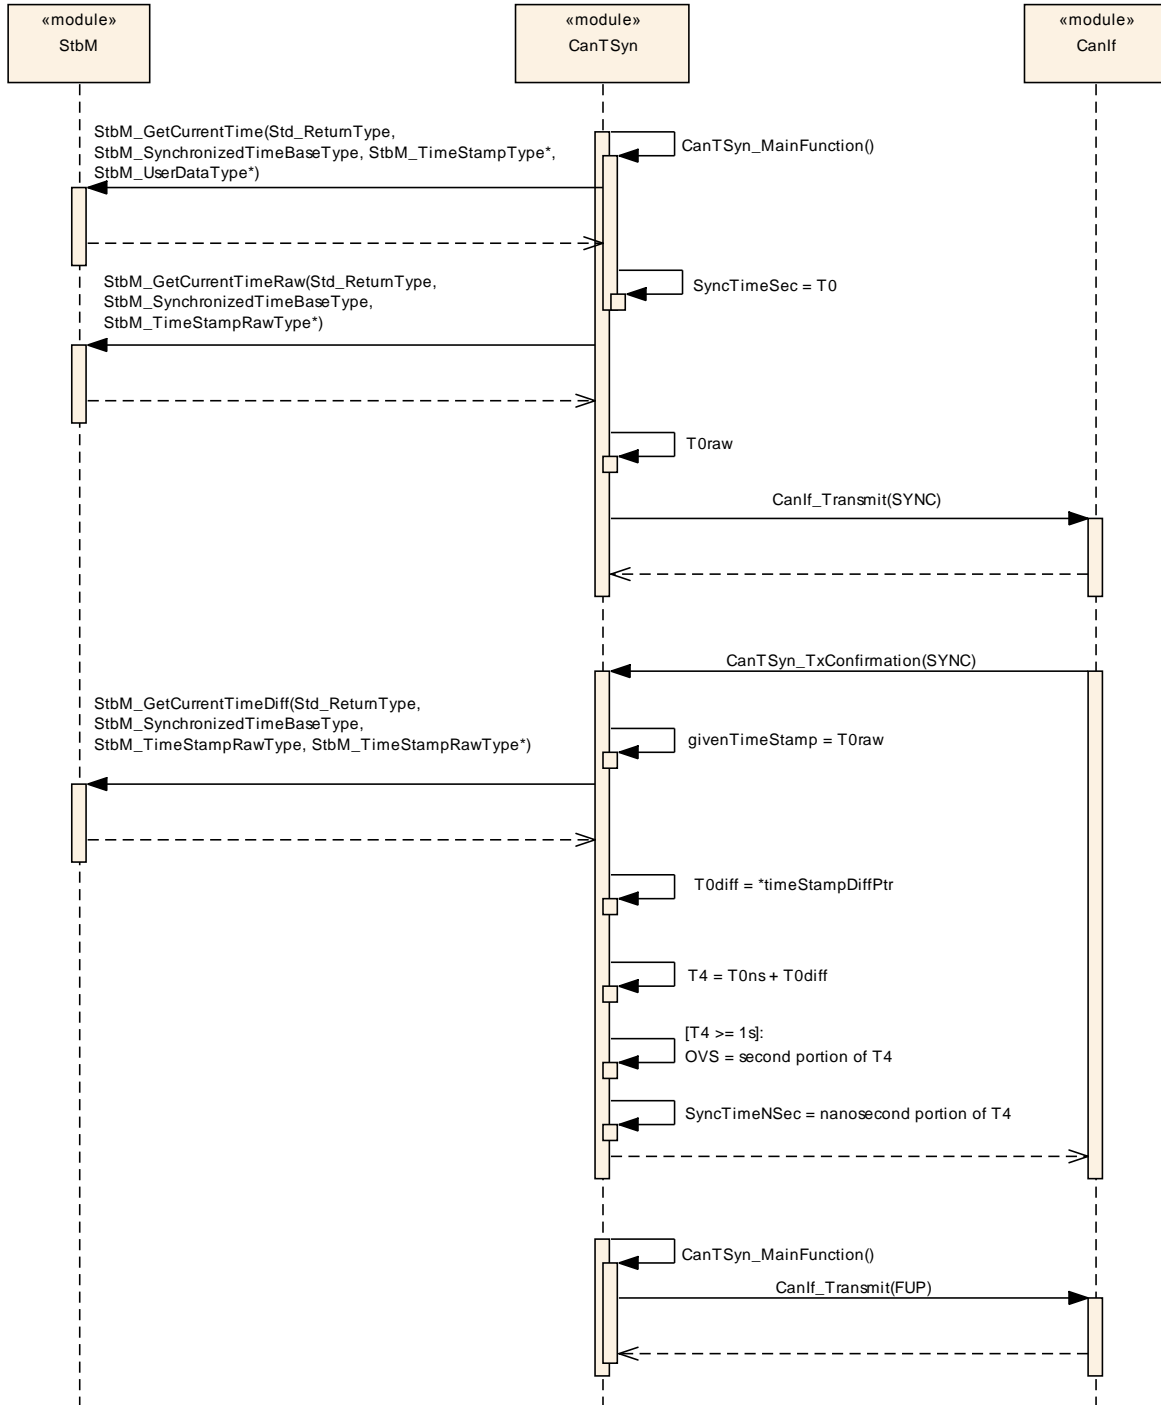 «module»
StbM
«module»
CanTSyn
«module»
CanIf
StbM_GetCurrentTime(Std_ReturnType,
StbM_SynchronizedTimeBaseType, StbM_TimeStampType*,
StbM_UserDataType*)
CanTSyn_MainFunction()
StbM_GetCurrentTimeRaw(Std_ReturnType,
StbM_SynchronizedTimeBaseType,
StbM_TimeStampRawType*)
SyncTimeSec = T0
T0raw
CanIf_Transmit(SYNC)
CanTSyn_TxConfirmation(SYNC)
StbM_GetCurrentTimeDiff(Std_ReturnType,
StbM_SynchronizedTimeBaseType,
StbM_TimeStampRawType, StbM_TimeStampRawType*)
givenTimeStamp = T0raw
T0diff = *timeStampDiffPtr
T4 = T0ns + T0diff
[T4 >= 1s]:
OVS = second portion of T4
SyncTimeNSec = nanosecond portion of T4
CanTSyn_MainFunction()
CanIf_Transmit(FUP)